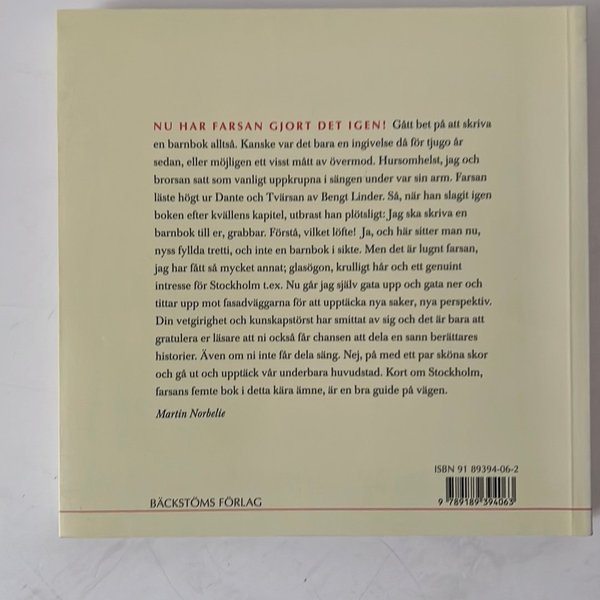 NU HAR FARSAN GJORT DET IGEN! Gått bet på att skriva
en barnbok alltså. Kanske var det bara en ingivelse då för tjugo år
sedan, eller möjligen ett visst mått av övermod. Hursomhelst, jag och
brorsan satt som vanligt uppkrupna i sängen under var sin arm. Farsan
läste högt ur Dante och Tvärsan av Bengt Linder. Så, när han slagit igen
boken efter kvällens kapitel, utbrast han plötsligt: Jag ska skriva en
barnbok till er, grabbar. Förstå, vilket löfte! Ja, och här sitter man nu,
nyss fyllda tretti, och inte en barnbok i sikte. Men det är lugnt farsan,
jag har fått så mycket annat; glasögon, krulligt hår och ett genuint
intresse för Stockholm t.ex. Nu går jag själv gata upp och gata ner och
tittar upp mot fasadväggarna för att upptäcka nya saker, nya perspektiv.
Din vetgirighet och kunskapstörst har smittat av sig och det är bara att
gratulera er läsare att ni också får chansen att dela en sann berättares
historier. Även om ni inte får dela säng. Nej, på med ett par sköna skor
och gå ut och upptäck vår underbara huvudstad. Kort om Stockholm,
farsans femte bok i detta kära ämne, är en bra guide på vägen.
Martin Norbelie
ISBN 91 89394-06-2
9 789189 394063
BÄCKSTÖMS FÖRLAG